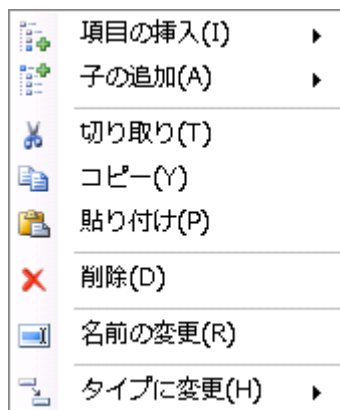 項目の挿入(I)
子の追加(A)
切り取り(T)
コピー(Y)
貼り付け(P)
削除(D)
名前の変更(R)
タイプに変更(H)